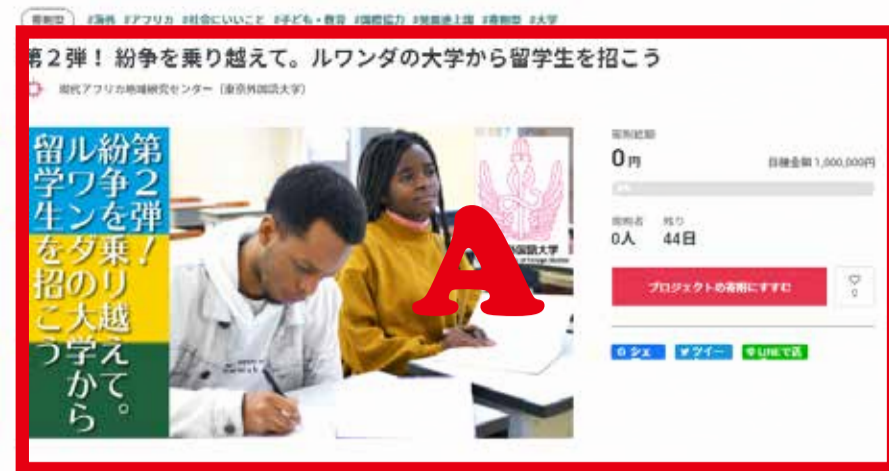 寄附型 #海外 #アフリカ #社会にいいこと #子ども・教育 #国際協力 #発展途上国 #寄附型 #大学
第2弾！紛争を乗り越えて。ルワンダの大学から留学生を招こう
現代アフリカ地域研究センター（東京外国語大学）
第2弾！
紛争を乗り越えて。
ルワンダの大学から
留学生を招こう
外国語大学
A
寄附総額
0円
目標金額 1,000,000円
0%
寄附者 残り
0人 44日
プロジェクトの寄附にすすむ
♡
0
シェ
ツイー
LINEで送